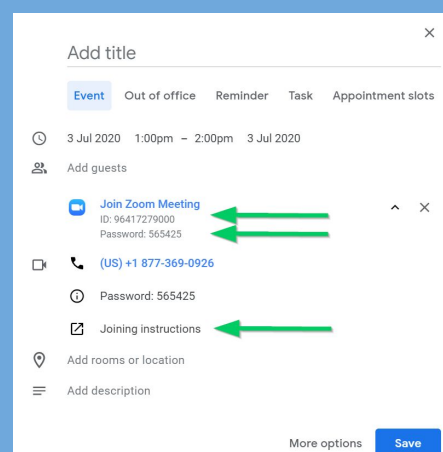 Add title
Event Out of office Reminder Task Appointment slots
3 Jul 2020 1:00pm – 2:00pm 3 Jul 2020
Add guests
Join Zoom Meeting
ID: 96417279000
Password: 565425
(US) +1 877-369-0926
Password: 565425
Joining instructions
Add rooms or location
Add description
More options Save